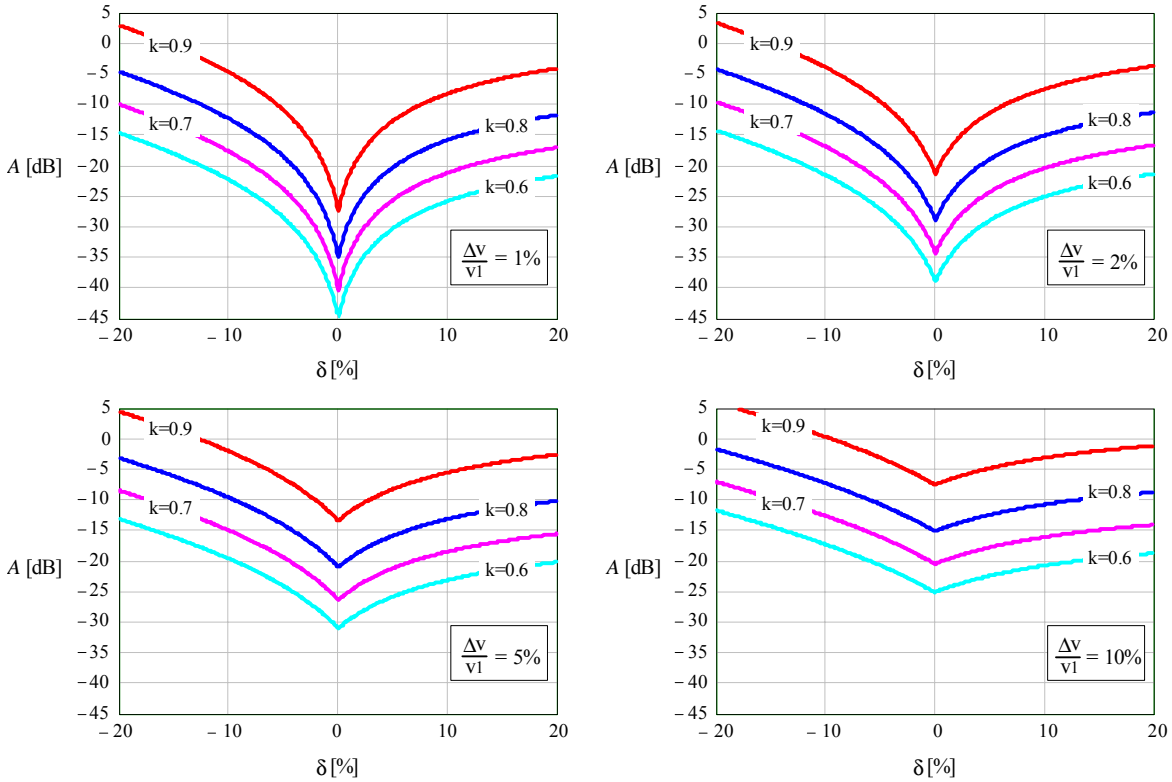 5
0
− 5
− 10
− 15
− 20
− 25
− 30
− 35
− 40
− 45
A [dB]
k=0.9
k=0.8
k=0.7
k=0.6
Δv
v1 = 1%
− 20
− 10
0
10
20
δ [%]
5
0
− 5
− 10
− 15
− 20
− 25
− 30
− 35
− 40
− 45
A [dB]
k=0.9
k=0.8
k=0.7
k=0.6
Δv
v1 = 2%
− 20
− 10
0
10
20
δ [%]
5
0
− 5
− 10
− 15
− 20
− 25
− 30
− 35
− 40
− 45
A [dB]
k=0.9
k=0.8
k=0.7
k=0.6
Δv
v1 = 5%
− 20
− 10
0
10
20
δ [%]
5
0
− 5
− 10
− 15
− 20
− 25
− 30
− 35
− 40
− 45
A [dB]
k=0.9
k=0.8
k=0.7
k=0.6
Δv
v1 = 10%
− 20
− 10
0
10
20
δ [%]